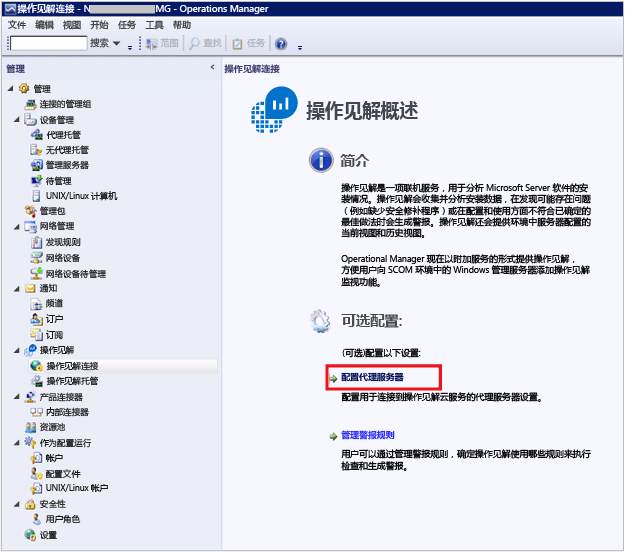 操作见解连接 - N MG - Operations Manager
文件 编辑 视图 开始 任务 工具 帮助
搜索 范围 查找 任务
管理 <
管理
连接的管理组
设备管理
代理托管
无代理托管
管理服务器
待管理
UNIX/Linux 计算机
管理包
网络管理
发现规则
网络设备
网络设备待管理
通知
频道
订户
订阅
操作见解
操作见解连接
操作见解托管
产品连接器
内部连接器
资源池
作为配置运行
帐户
配置文件
UNIX/Linux 帐户
安全性
用户角色
设置
操作见解连接
操作见解概述
简介
操作见解是一项联机服务，用于分析 Microsoft Server 软件的安
装情况。操作见解会收集并分析安装数据，在发现可能存在问题
（例如缺少安全修补程序）或在配置和使用方面不符合已确定的
最佳做法时会生成警报。操作见解还会提供环境中服务器配置的
当前视图和历史视图。
Operational Manager 现在以附加服务的形式提供操作见解，
方便用户向 SCOM 环境中的 Windows 管理服务器添加操作见解
监视功能。
可选配置:
(可选)配置以下设置:
配置代理服务器
配置用于连接到操作见解云服务的代理服务器设置。
管理警报规则
用户可以通过管理警报规则，确定操作见解使用哪些规则来执行
检查和生成警报。